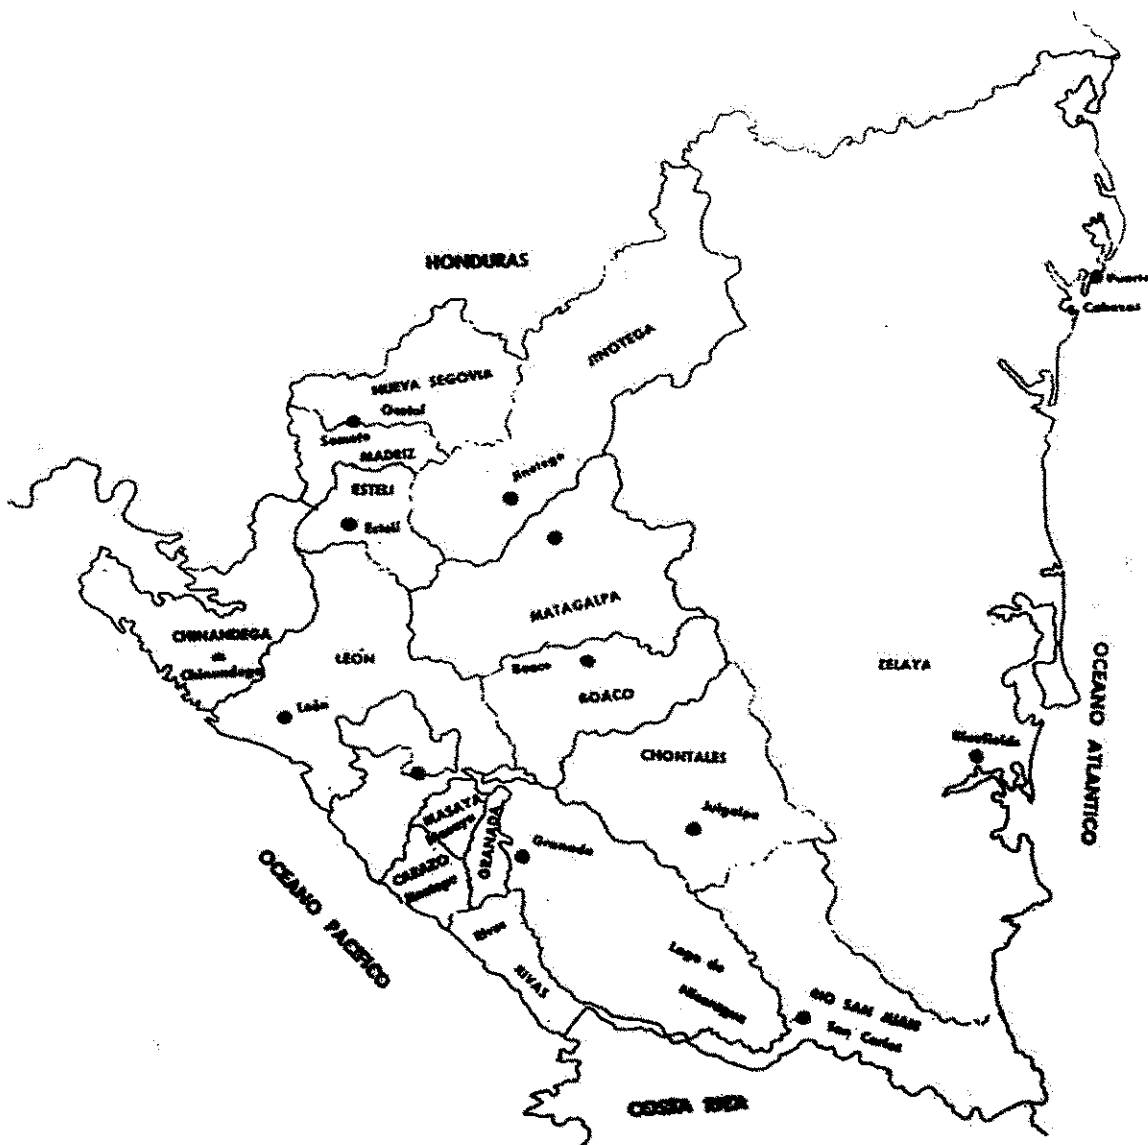 HONDURAS
JINOTEGA
Puerto
Cabezas
NUEVA SEGOVIA
Ocotal
Somoto
MADRIZ
Jinotega
ESTELI
Estelí
MATAGALPA
CHINANDEGA
Chinandega
LEÓN
Boaco
BOACO
ZELAYA
León
Bluefields
CHONTALES
OCEANO ATLANTICO
MASAYA
Masaya
Juigalpa
GRANADA
Granada
CARAZO
OCEANO PACIFICO
Rivas
RIVAS
Lago de
Nicaragua
RIO SAN JUAN
San Carlos
COSTA RICA